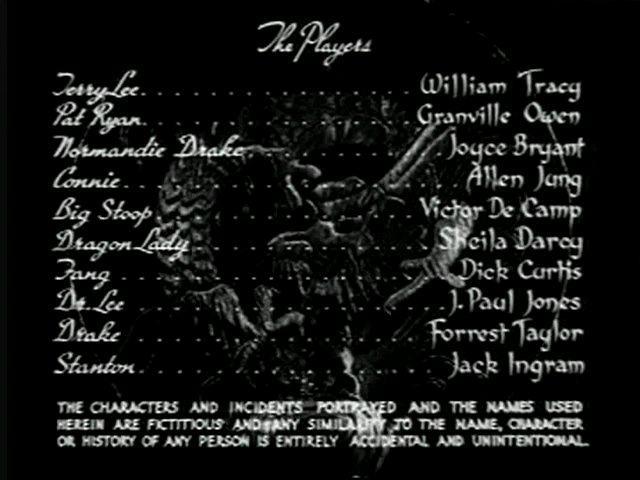 The Players
Terry Lee. . . . . . . . . . . . . . . . . . William Tracy
Pat Ryan. . . . . . . . . . . . . . . . . . Granville Owen
Normandie Drake. . . . . . . . . . . . Joyce Bryant
Connie. . . . . . . . . . . . . . . . . . . . . Allen Jung
Big Stoop. . . . . . . . . . . . . . . . . Victor De Camp
Dragon Lady. . . . . . . . . . . . . . . . Sheila Darcy
Fang. . . . . . . . . . . . . . . . . . . . . . Dick Curtis
Dr. Lee. . . . . . . . . . . . . . . . . . . . J. Paul Jones
Drake. . . . . . . . . . . . . . . . . . . . Forrest Taylor
Stanton. . . . . . . . . . . . . . . . . . . Jack Ingram
THE CHARACTERS AND INCIDENTS PORTRAYED AND THE NAMES USED
HEREIN ARE FICTITIOUS AND ANY SIMILARITY TO THE NAME, CHARACTER
OR HISTORY OF ANY PERSON IS ENTIRELY ACCIDENTAL AND UNINTENTIONAL.